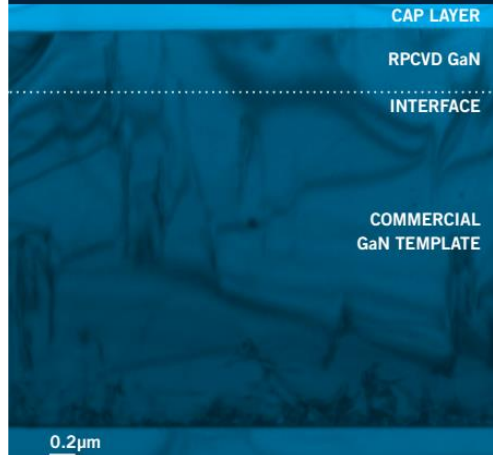 CAP LAYER
RPCVD GaN
INTERFACE
COMMERCIAL
GaN TEMPLATE
0.2µm